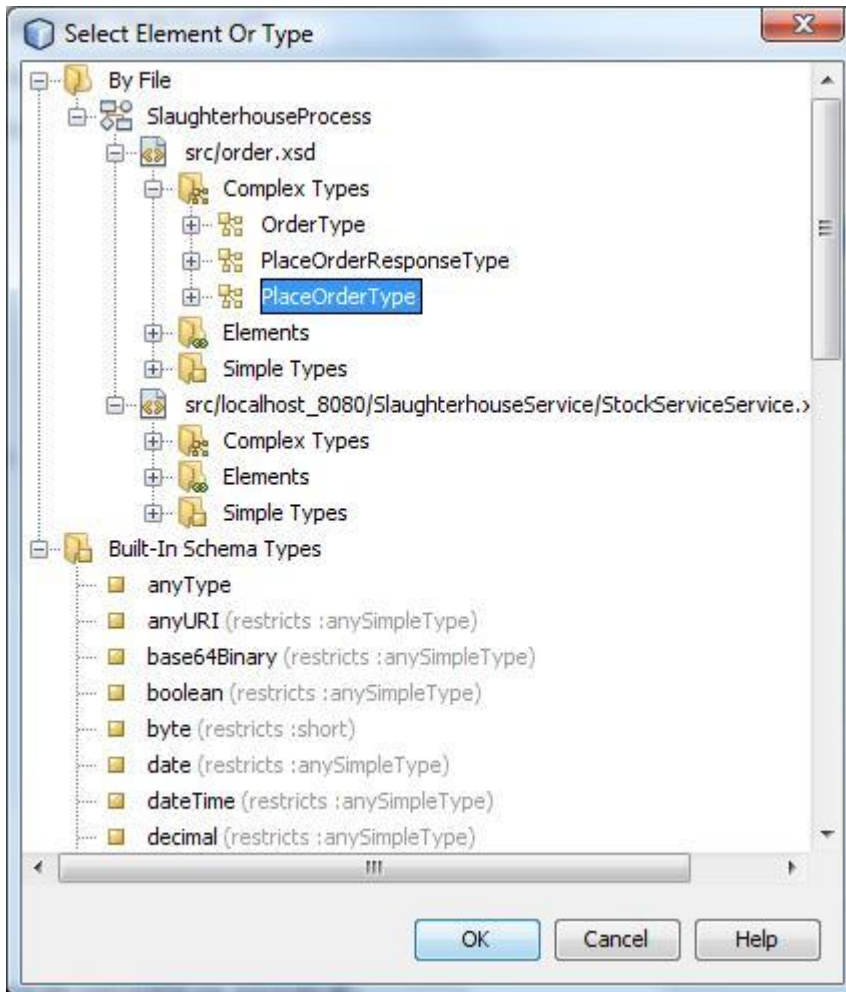 Select Element Or Type
By File
SlaughterhouseProcess
src/order.xsd
Complex Types
OrderType
PlaceOrderResponseType
PlaceOrderType
Elements
Simple Types
src/localhost_8080/SlaughterhouseService/StockServiceService.x
Complex Types
Elements
Simple Types
Built-In Schema Types
anyType
anyURI (restricts :anySimpleType)
base64Binary (restricts :anySimpleType)
boolean (restricts :anySimpleType)
byte (restricts :short)
date (restricts :anySimpleType)
dateTime (restricts :anySimpleType)
decimal (restricts :anySimpleType)
OK Cancel Help